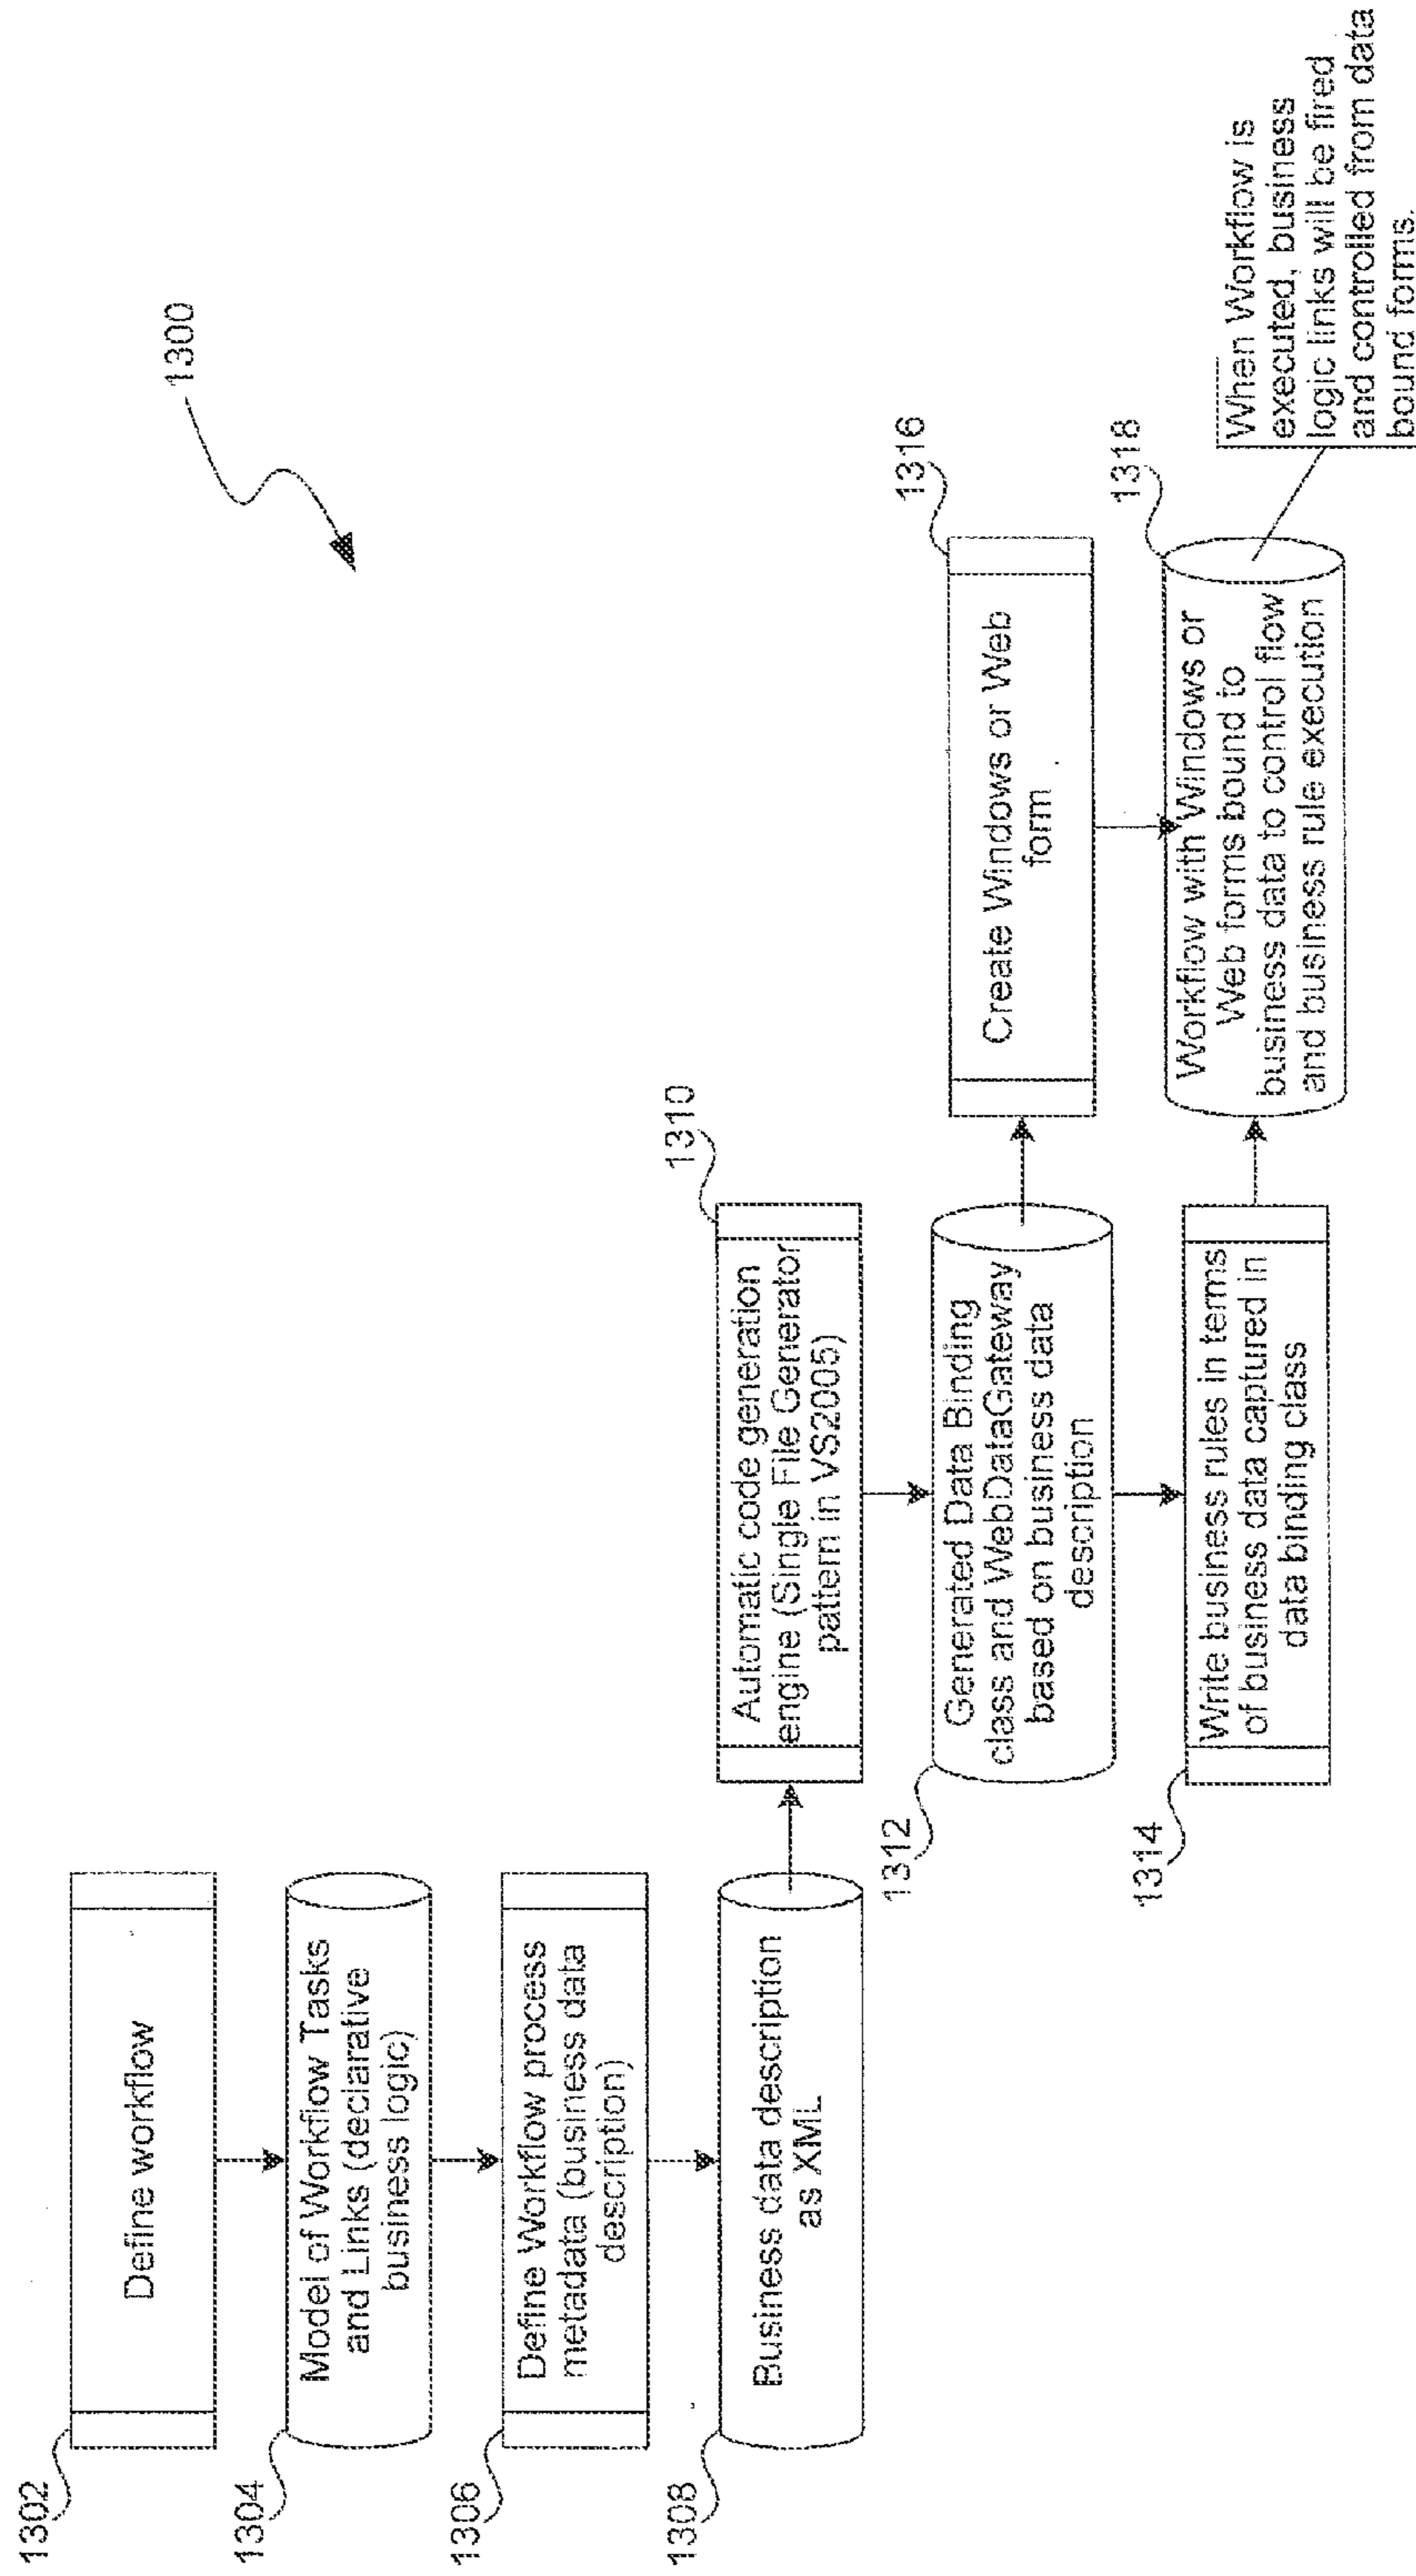 1300
1302
Define workflow
1304
Model of Workflow Tasks
and Links (declarative
business logic)
1306
Define Workflow process
metadata (business data
description)
1308
Business data description
as XML
1310
Automatic code generation
engine (Single File Generator
pattern in VS2005)
1312
Generated Data Binding
class and WebDataGateway
based on business data
description
1314
Write business rules in terms
of business data captured in
data binding class
1316
Create Windows or Web
form
1318
Workflow with Windows or
Web forms bound to
business data to control flow
and business rule execution
When Workflow is
executed, business
logic links will be fired
and controlled from data
bound forms.